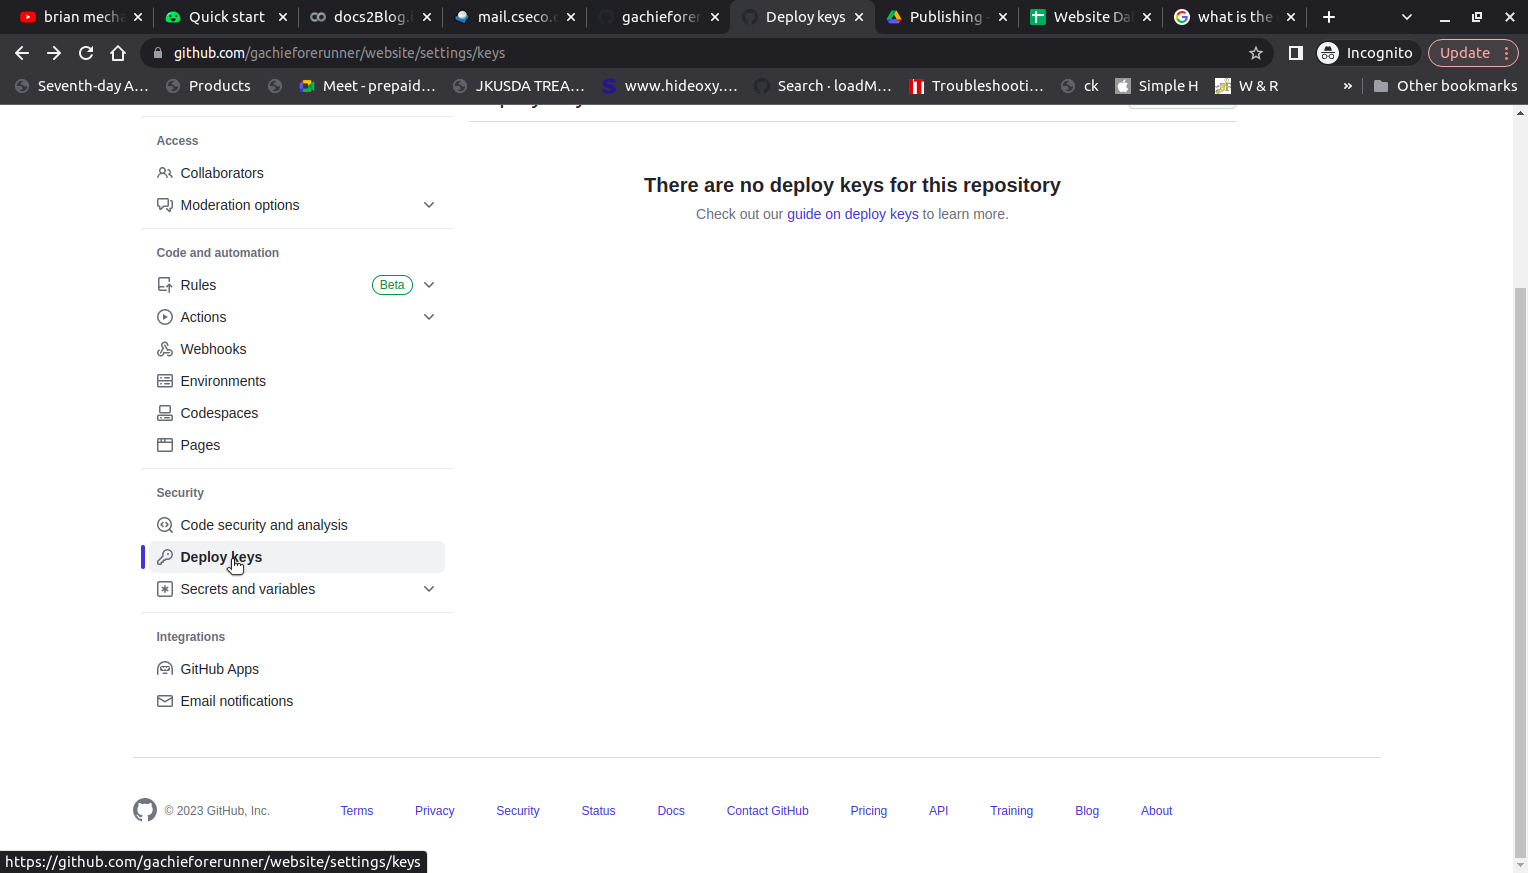 brian mecha
Quick start
docs2Blog.i
mail.cseco.c
gachieforer
Deploy keys
Publishing
Website Da
what is the
github.com/gachieforerunner/website/settings/keys
Incognito
Update
Seventh-day A…
Products
Meet - prepaid…
JKUSDA TREA…
www.hideoxy.…
Search · loadM…
Troubleshooti…
ck
Simple H
W & R
»
Other bookmarks
Access
Collaborators
Moderation options
Code and automation
Rules
Beta
Actions
Webhooks
Environments
Codespaces
Pages
Security
Code security and analysis
Deploy keys
Secrets and variables
Integrations
GitHub Apps
Email notifications
There are no deploy keys for this repository
Check out our guide on deploy keys to learn more.
© 2023 GitHub, Inc.
Terms
Privacy
Security
Status
Docs
Contact GitHub
Pricing
API
Training
Blog
About
https://github.com/gachieforerunner/website/settings/keys